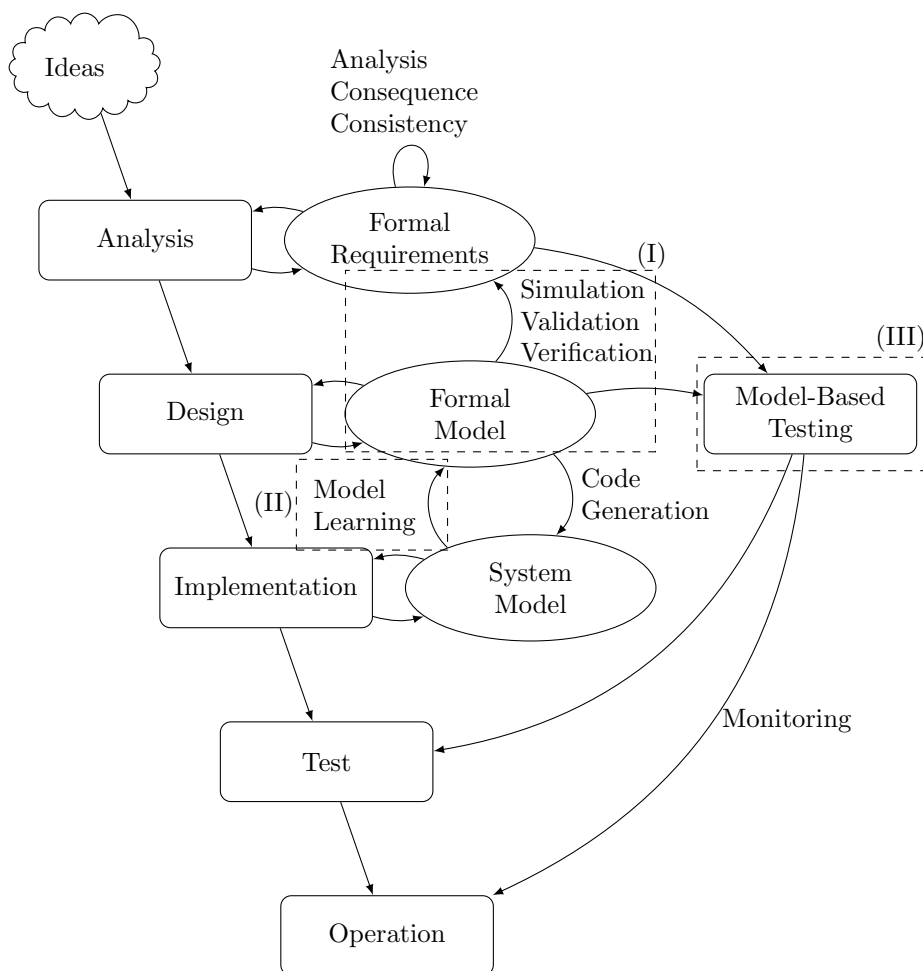 Ideas
Analysis
Consequence
Consistency
Analysis
Formal
Requirements
(I)
Simulation
Validation
Verification
(III)
Design
Formal
Model
Model-Based
Testing
(II)
Model
Learning
Code
Generation
Implementation
System
Model
Monitoring
Test
Operation